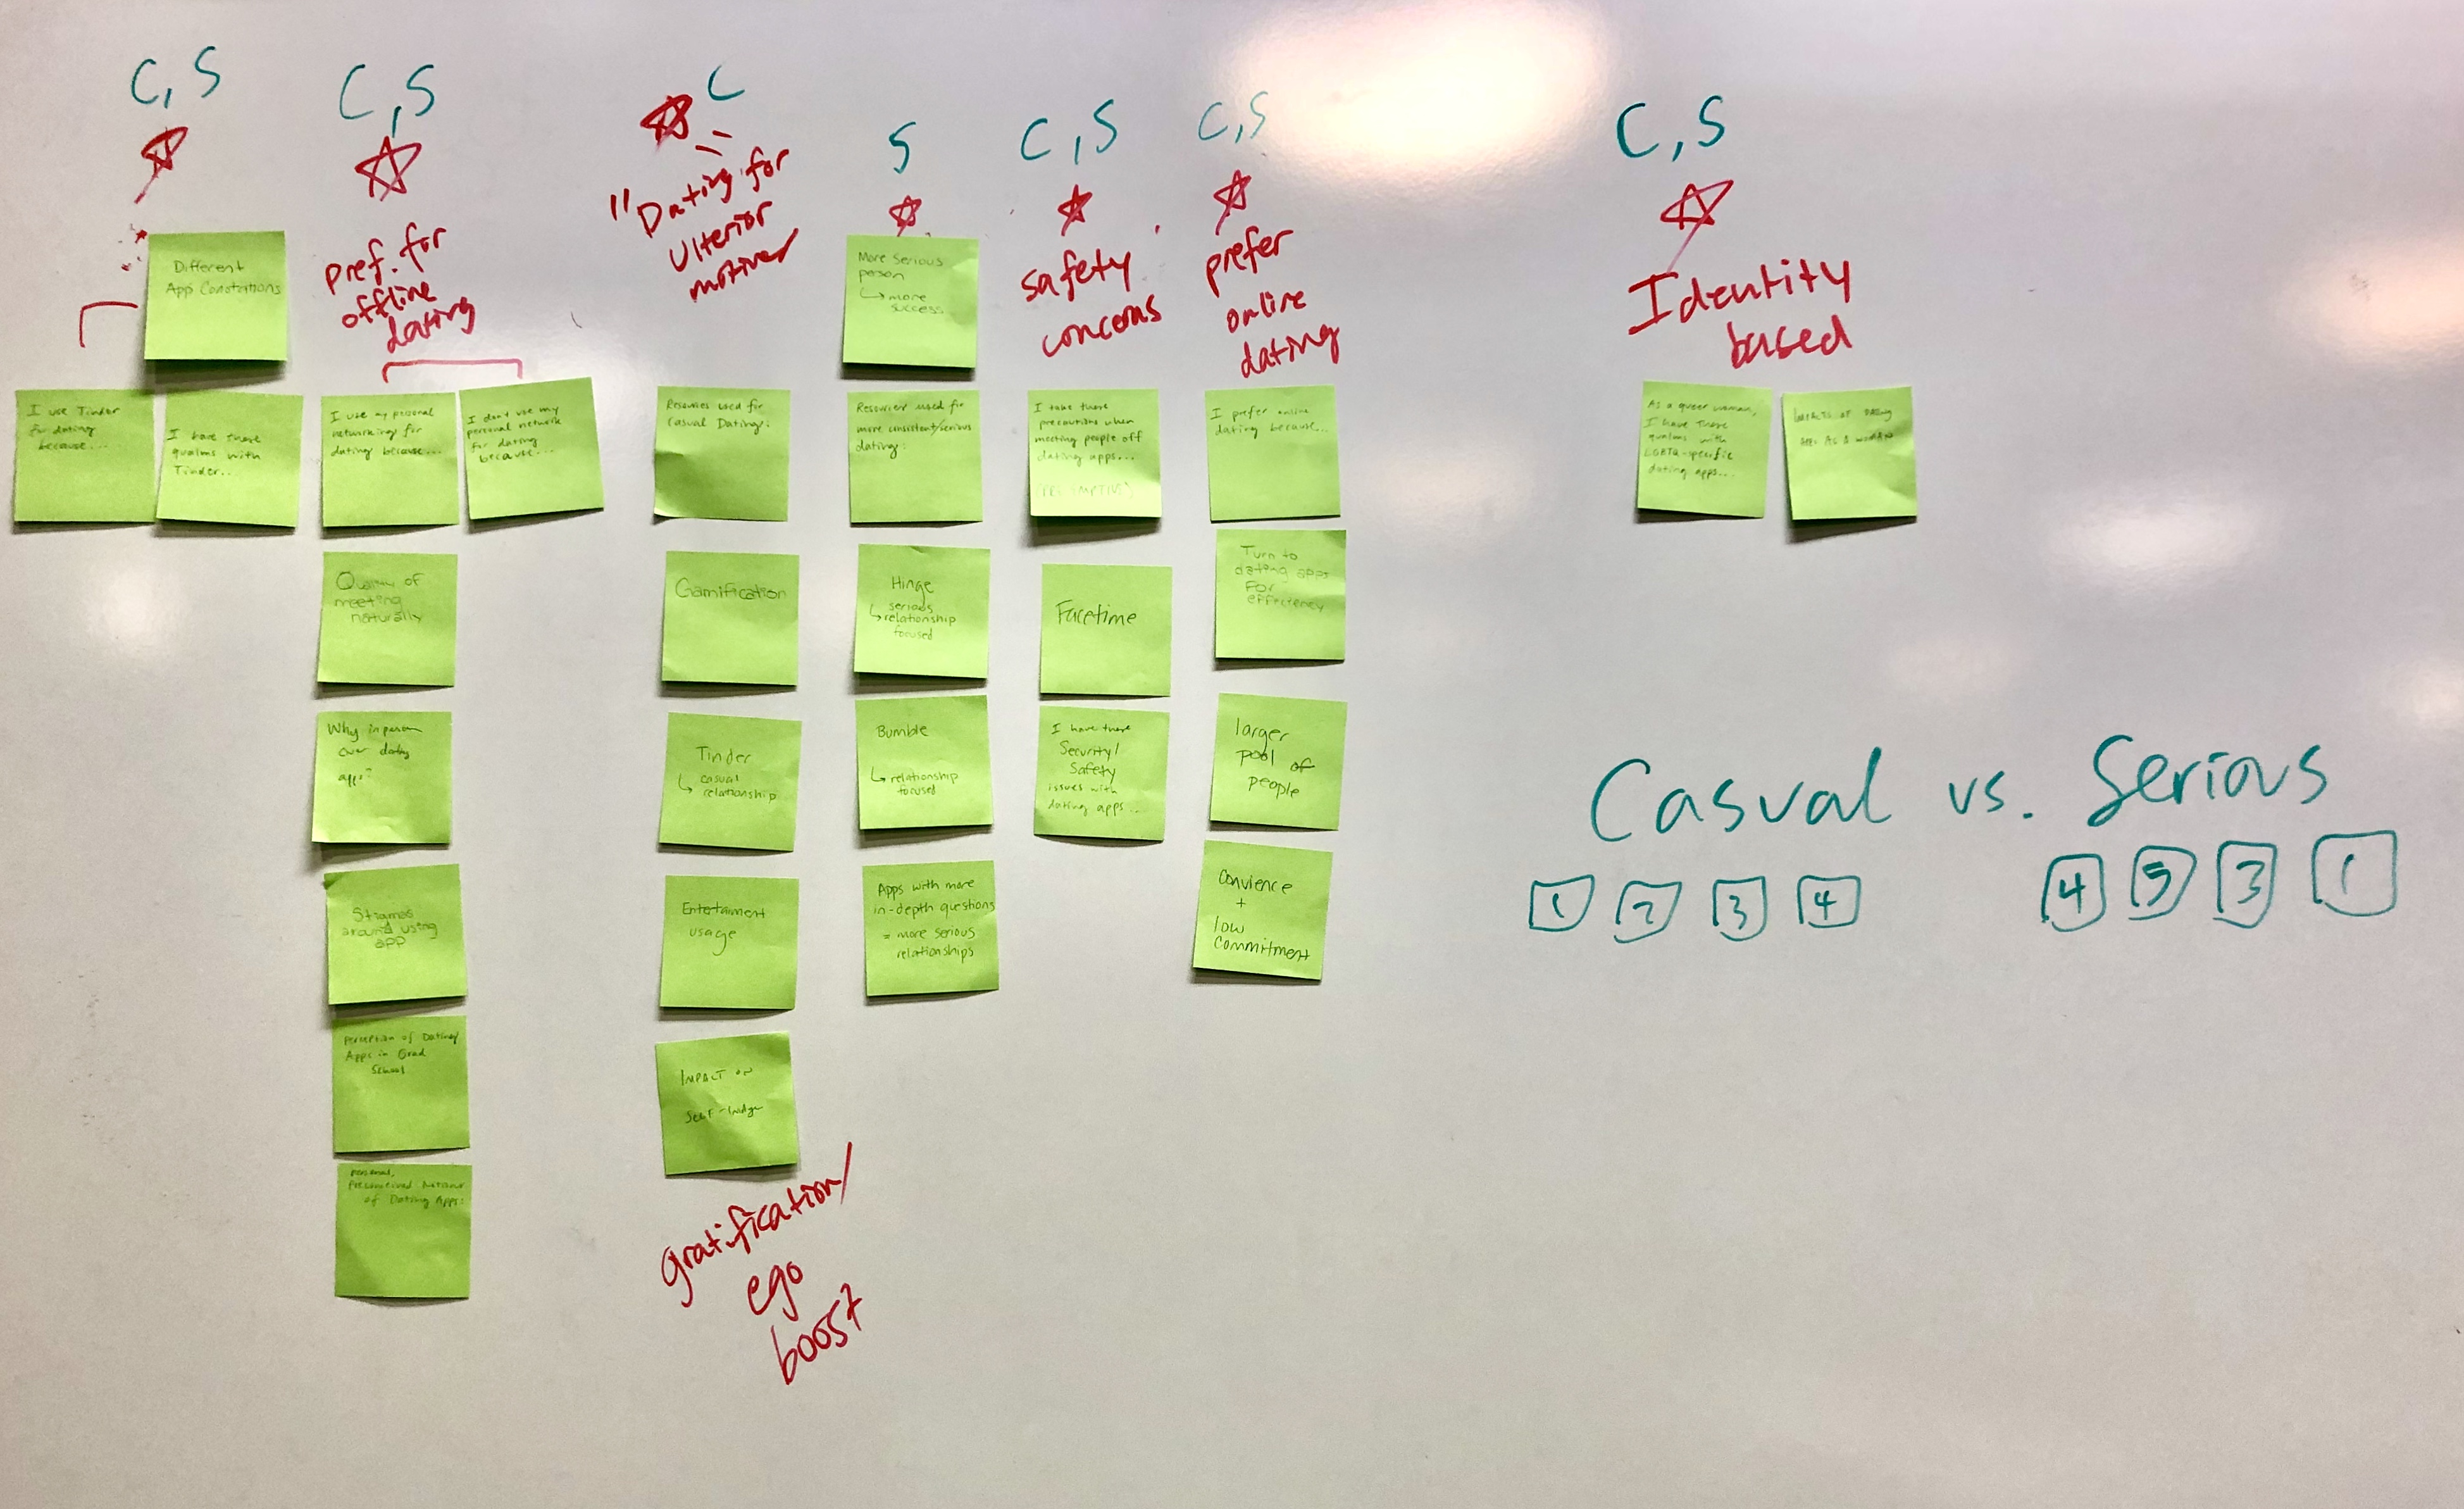 C, S
Different
App Conotations
I use Tinder
for dating
because...
I have these
qualms with
Tinder...
C, S
pref. for
offline
dating
I use my personal
networking for
dating because...
I don't use my
personal network
for dating
because...
Qualms of
meeting
naturally
Why inperson
over dating
apps?
Stigmas
around using
app
Perception of Dating
Apps in Grad
School
personal,
Preconceived Notions
of Dating Apps:
C
"Dating for
ulterior
motives
Resources used for
Casual Dating:
Gamification
Tinder
↳ casual
relationship
Entertaiment
usage
IMPACT ON
SELF-Image
gratification/
ego
boost
S
More Serious
person
↳ more
success
Resources used for
more consistent/serious
dating:
Hinge
↳ serious
relationship
focused
Bumble
↳ relationship
focused
Apps with more
in-depth questions
= more serious
relationships
C, S
safety
concerns
I take these
precautions when
meeting people off
dating apps...
(PRE-EMPTIVE)
Facetime
I have these
Security/
Safety
issues with
dating apps...
C, S
prefer
online
dating
I prefer online
dating because...
Turn to
dating apps
For
effeciency
larger
pool of
people
Convience
+
low
commitment
C, S
Identity
based
As a queer woman,
I have these
qualms with
LGBTQ-specific
dating apps...
IMPACTS OF DATING
APPS AS A WOMAN
Casual vs. Serious
1 2 3 4
4 5 3 1